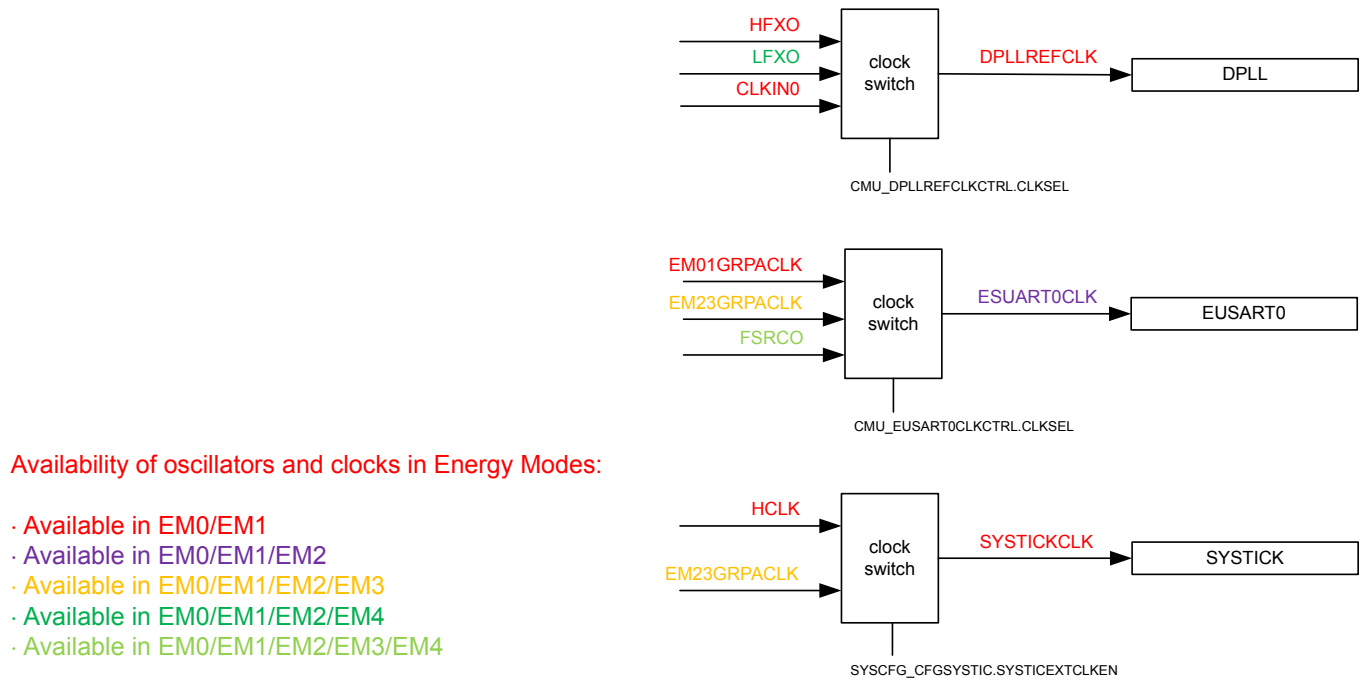 HFXO
LFXO
CLKIN0
clock
switch
DPLLREFCLK
DPLL
CMU_DPLLREFCLKCTRL.CLKSEL
EM01GRPACLK
EM23GRPACLK
FSRCO
clock
switch
ESUART0CLK
EUSART0
CMU_EUSART0CLKCTRL.CLKSEL
Availability of oscillators and clocks in Energy Modes:
· Available in EM0/EM1
· Available in EM0/EM1/EM2
· Available in EM0/EM1/EM2/EM3
· Available in EM0/EM1/EM2/EM4
· Available in EM0/EM1/EM2/EM3/EM4
HCLK
EM23GRPACLK
clock
switch
SYSTICKCLK
SYSTICK
SYSCFG_CFGSYSTIC.SYSTICEXTCLKEN